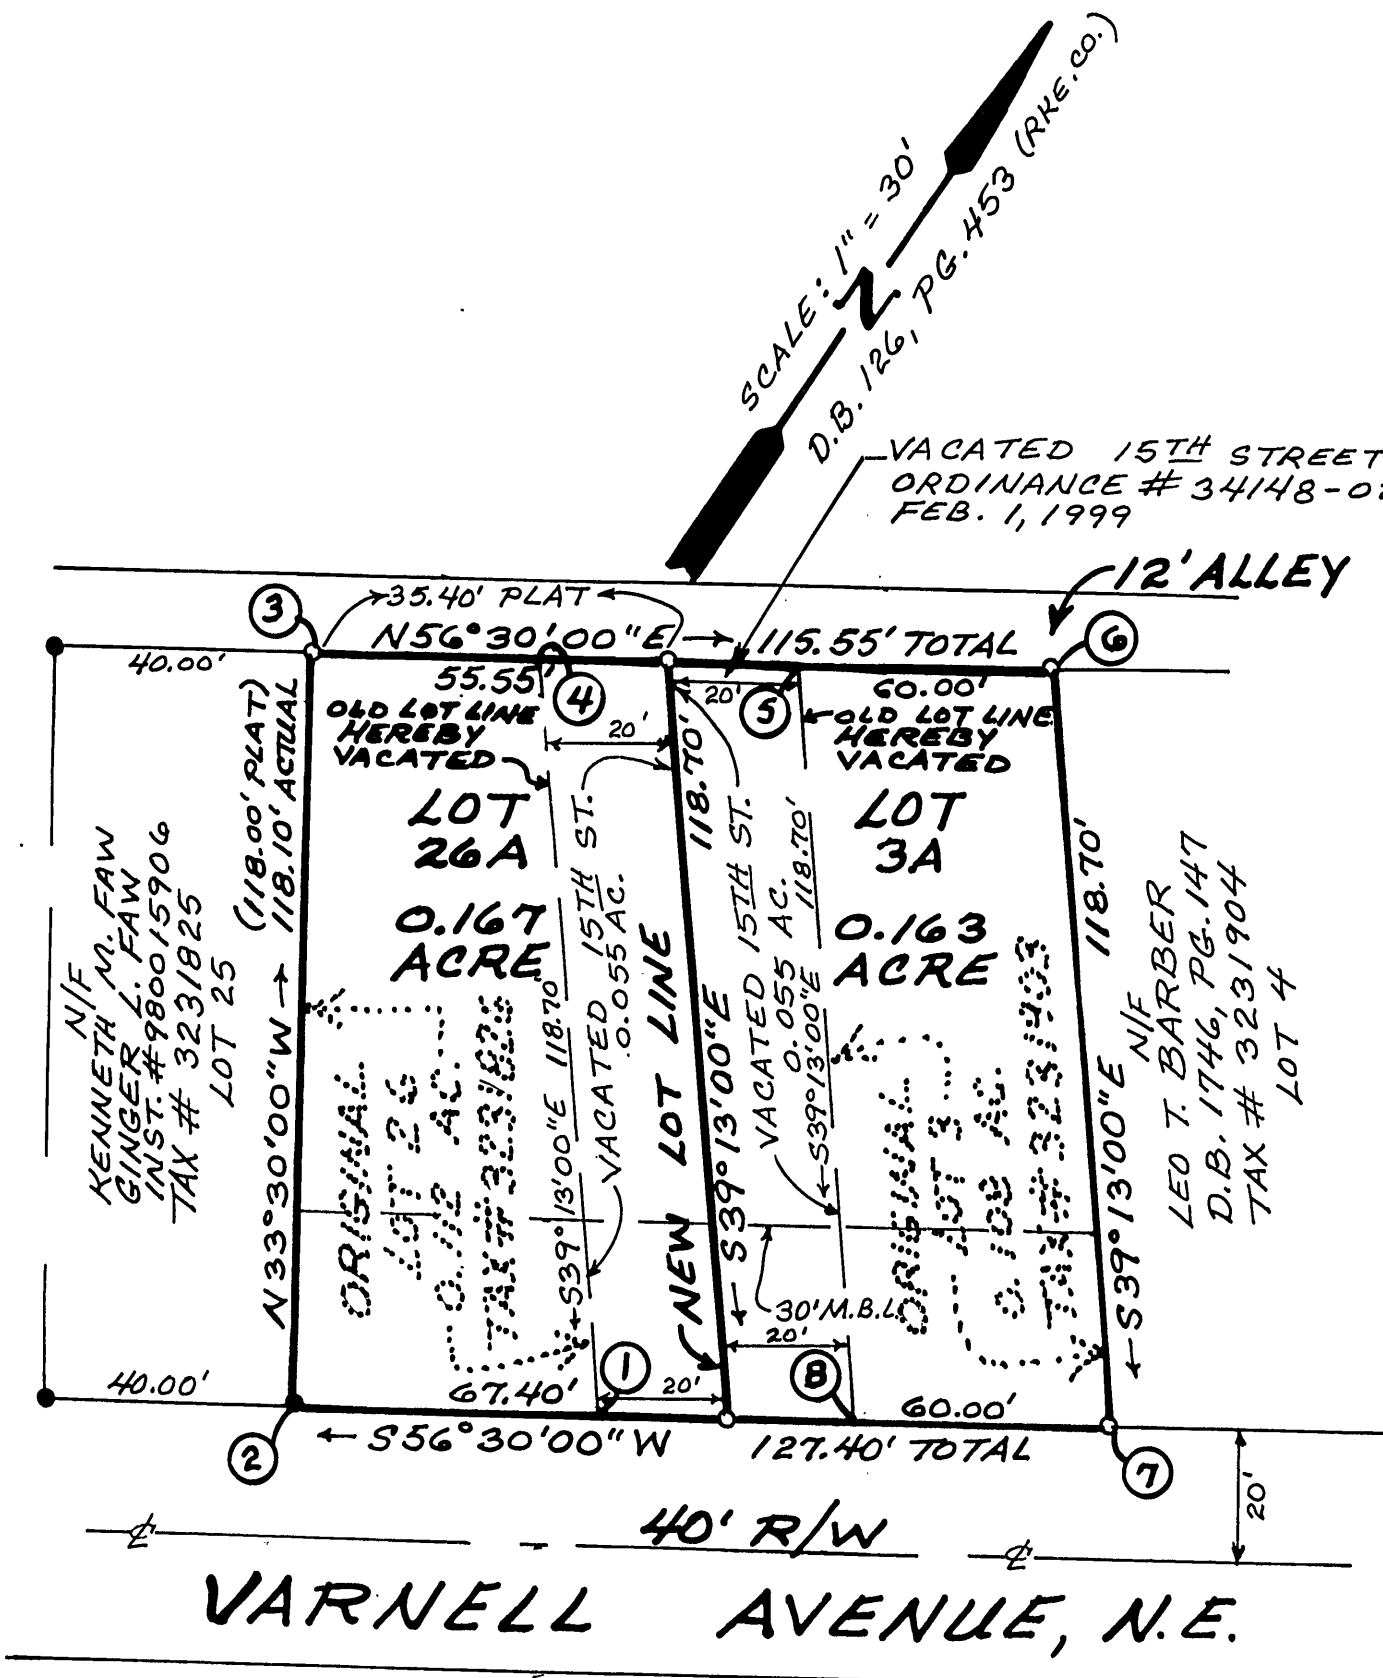 SCALE: 1" = 30'
N
D.B. 126, PG. 453 (RKE. CO.)
VACATED 15TH STREET
ORDINANCE # 34148-0
FEB. 1, 1999
12' ALLEY
3
35.40' PLAT
N56°30'00"E
115.55' TOTAL
6
40.00'
55.55'
4
20'
5
60.00'
OLD LOT LINE
HEREBY
VACATED
20'
OLD LOT LINE
HEREBY
VACATED
(118.00' PLAT)
118.10' ACTUAL
N33°30'00"W
LOT
26A
0.167
ACRE
LOT
3A
0.163
ACRE
118.70'
S39°13'00"E
NEW LOT LINE
VACATED 15TH ST.
0.055 AC.
S39°13'00"E 118.70'
VACATED 15TH ST.
0.055 AC.
S39°13'00"E 118.70'
118.70'
S39°13'00"E
N/F
KENNETH M. FAW
GINGER L. FAW
INST. #980015906
TAX # 3231825
LOT 25
N/F
LEO T. BARBER
D.B. 1746, PG. 147
TAX # 3231904
LOT 4
ORIGINAL
LOT 26
0.112 AC.
ORIGINAL
LOT 3
30' M.B.L.
40.00'
67.40'
1
20'
20'
8
60.00'
2
S56°30'00"W
127.40' TOTAL
7
20'
40' R/W
VARNELL AVENUE, N.E.